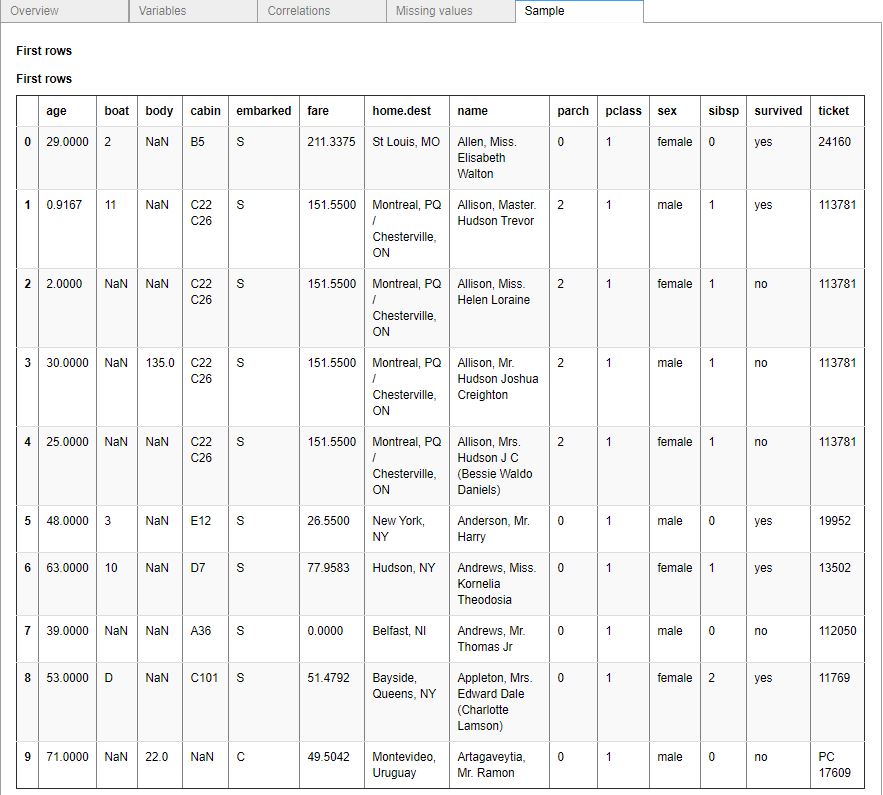 Overview Variables Correlations Missing values Sample
First rows
First rows
age boat body cabin embarked fare home.dest name parch pclass sex sibsp survived ticket
0 29.0000 2 NaN B5 S 211.3375 St Louis, MO Allen, Miss. 0 1 female 0 yes 24160
Elisabeth
Walton
1 0.9167 11 NaN C22 S 151.5500 Montreal, PQ Allison, Master. 2 1 male 1 yes 113781
C26 / Hudson Trevor
Chesterville,
ON
2 2.0000 NaN NaN C22 S 151.5500 Montreal, PQ Allison, Miss. 2 1 female 1 no 113781
C26 / Helen Loraine
Chesterville,
ON
3 30.0000 NaN 135.0 C22 S 151.5500 Montreal, PQ Allison, Mr. 2 1 male 1 no 113781
C26 / Hudson Joshua
Chesterville, Creighton
ON
4 25.0000 NaN NaN C22 S 151.5500 Montreal, PQ Allison, Mrs. 2 1 female 1 no 113781
C26 / Hudson J C
Chesterville, (Bessie Waldo
ON Daniels)
5 48.0000 3 NaN E12 S 26.5500 New York, Anderson, Mr. 0 1 male 0 yes 19952
NY Harry
6 63.0000 10 NaN D7 S 77.9583 Hudson, NY Andrews, Miss. 0 1 female 1 yes 13502
Kornelia
Theodosia
7 39.0000 NaN NaN A36 S 0.0000 Belfast, NI Andrews, Mr. 0 1 male 0 no 112050
Thomas Jr
8 53.0000 D NaN C101 S 51.4792 Bayside, Appleton, Mrs. 0 1 female 2 yes 11769
Queens, NY Edward Dale
(Charlotte
Lamson)
9 71.0000 NaN 22.0 NaN C 49.5042 Montevideo, Artagaveytia, 0 1 male 0 no PC
Uruguay Mr. Ramon 17609